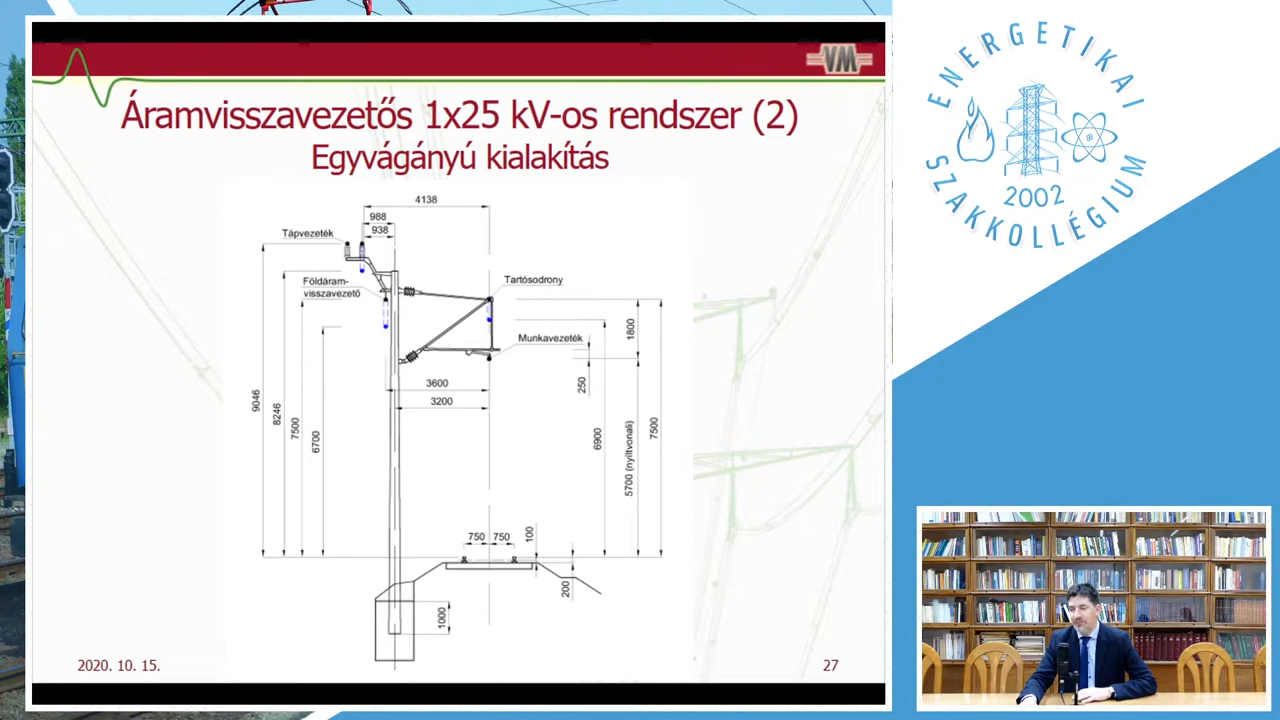 VM
Áramvisszavezetős 1x25 kV-os rendszer (2)
Egyvágányú kialakítás
4138
988
938
Tápvezeték
Földáram-
visszavezető
Tartósodrony
Munkavezeték
1800
250
3600
3200
9046
8246
7500
6700
6900
5700 (nyíltvonali)
7500
750
750
100
200
1000
2020. 10. 15.
27
ENERGETIKAI
SZAKKOLLÉGIUM
2002